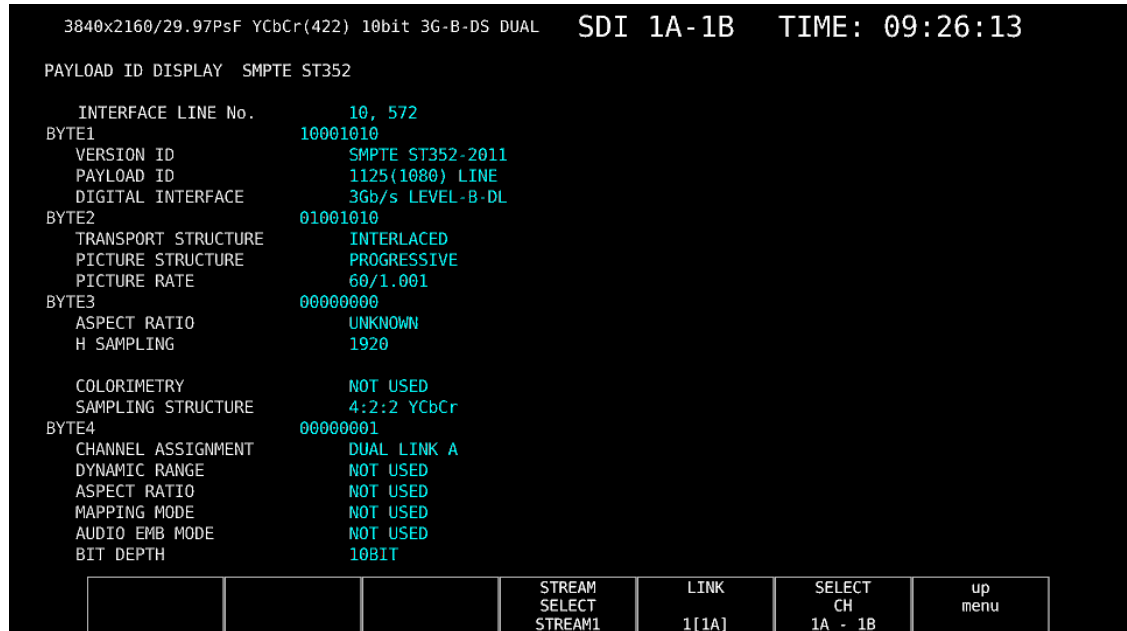 3840x2160/29.97PsF YCbCr(422) 10bit 3G-B-DS DUAL SDI 1A-1B TIME: 09:26:13
PAYLOAD ID DISPLAY SMPTE ST352
INTERFACE LINE No. 10, 572
BYTE1 10001010
VERSION ID SMPTE ST352-2011
PAYLOAD ID 1125(1080) LINE
DIGITAL INTERFACE 3Gb/s LEVEL-B-DL
BYTE2 01001010
TRANSPORT STRUCTURE INTERLACED
PICTURE STRUCTURE PROGRESSIVE
PICTURE RATE 60/1.001
BYTE3 00000000
ASPECT RATIO UNKNOWN
H SAMPLING 1920
COLORIMETRY NOT USED
SAMPLING STRUCTURE 4:2:2 YCbCr
BYTE4 00000001
CHANNEL ASSIGNMENT DUAL LINK A
DYNAMIC RANGE NOT USED
ASPECT RATIO NOT USED
MAPPING MODE NOT USED
AUDIO EMB MODE NOT USED
BIT DEPTH 10BIT
STREAM SELECT STREAM1
LINK 1[1A]
SELECT CH 1A - 1B
up menu